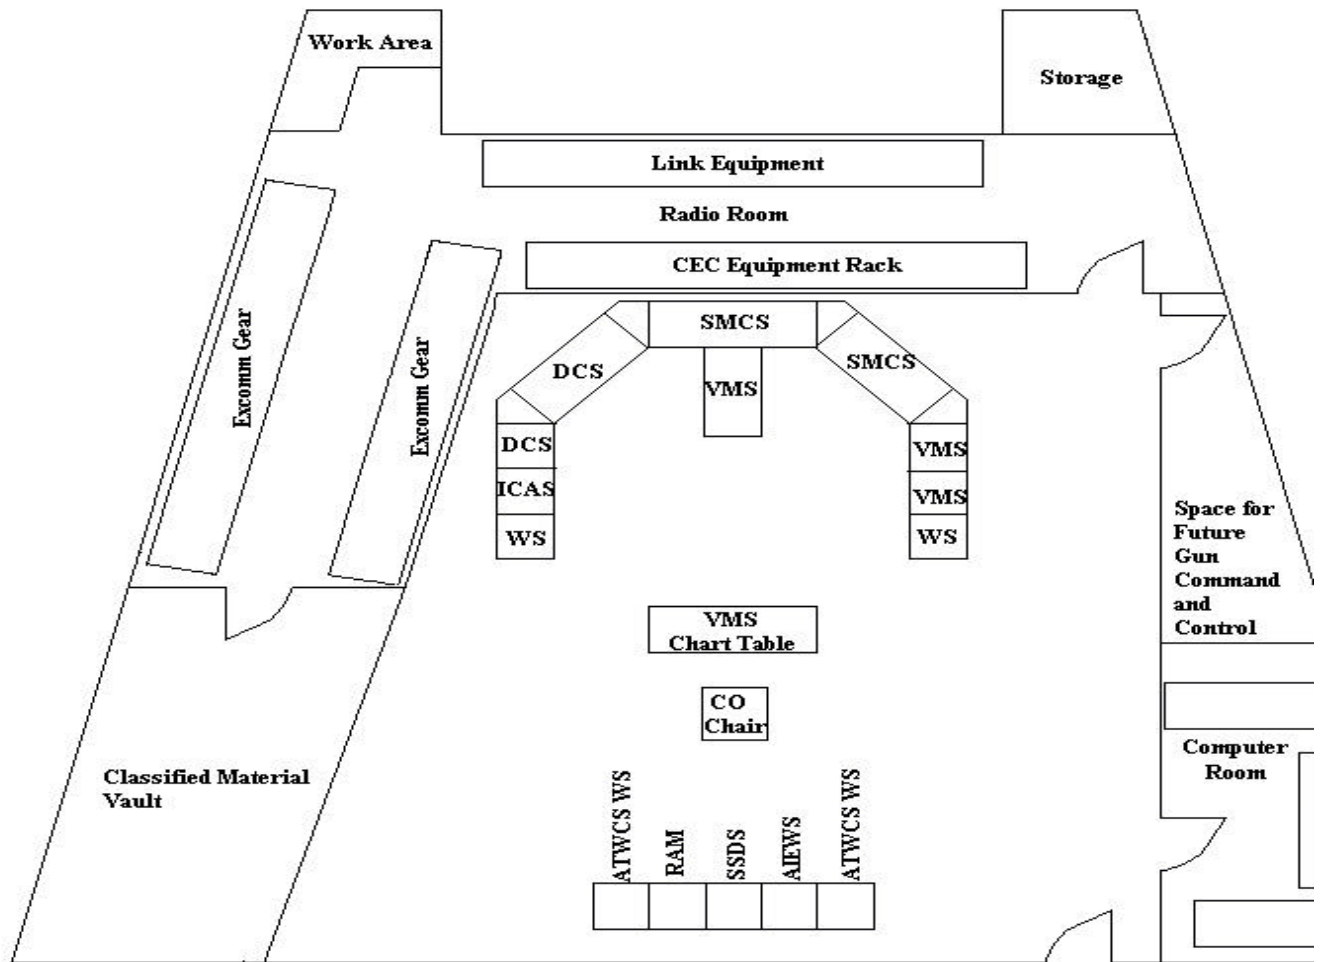 Work Area
Storage
Link Equipment
Radio Room
CEC Equipment Rack
SMCS
DCS
SMCS
VMS
Excomm Gear
Excomm Gear
DCS
VMS
ICAS
VMS
WS
WS
Space for
Future
Gun
Command
and
Control
VMS
Chart Table
CO
Chair
Computer
Room
Classified Material
Vault
ATWCS WS
RAM
SSDS
AIEWS
ATWCS WS